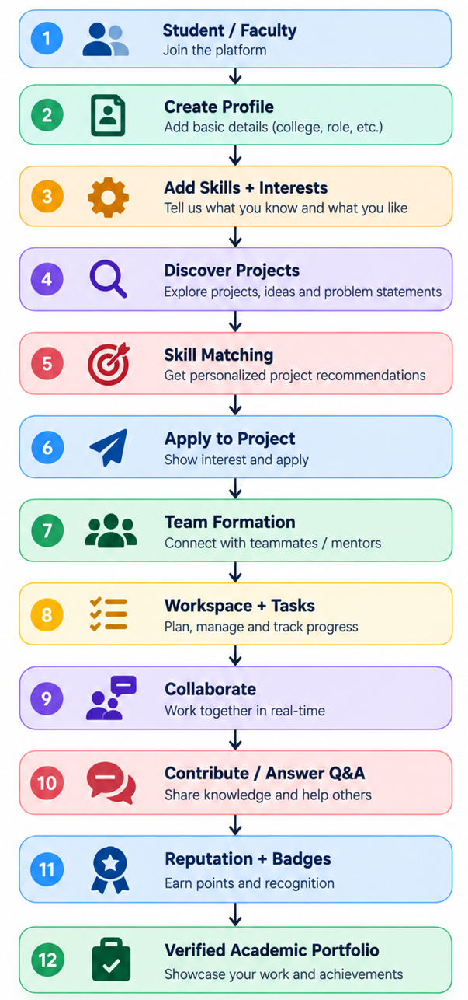 1
Student / Faculty
Join the platform
2
Create Profile
Add basic details (college, role, etc.)
3
Add Skills + Interests
Tell us what you know and what you like
4
Discover Projects
Explore projects, ideas and problem statements
5
Skill Matching
Get personalized project recommendations
6
Apply to Project
Show interest and apply
7
Team Formation
Connect with teammates / mentors
8
Workspace + Tasks
Plan, manage and track progress
9
Collaborate
Work together in real-time
10
Contribute / Answer Q&A
Share knowledge and help others
11
Reputation + Badges
Earn points and recognition
12
Verified Academic Portfolio
Showcase your work and achievements